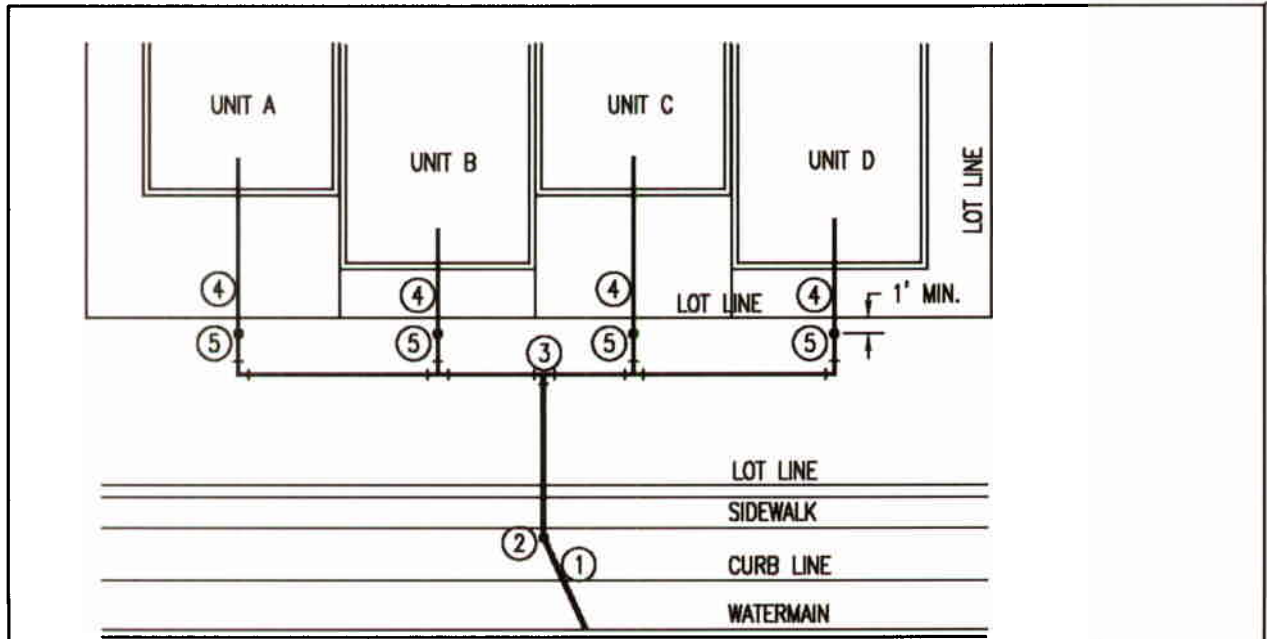 UNIT A
UNIT C
UNIT B
UNIT D
LOT LINE
4
4
4
LOT LINE
4
1' MIN.
5
5
3
5
5
LOT LINE
SIDEWALK
2
1
CURB LINE
WATERMAIN